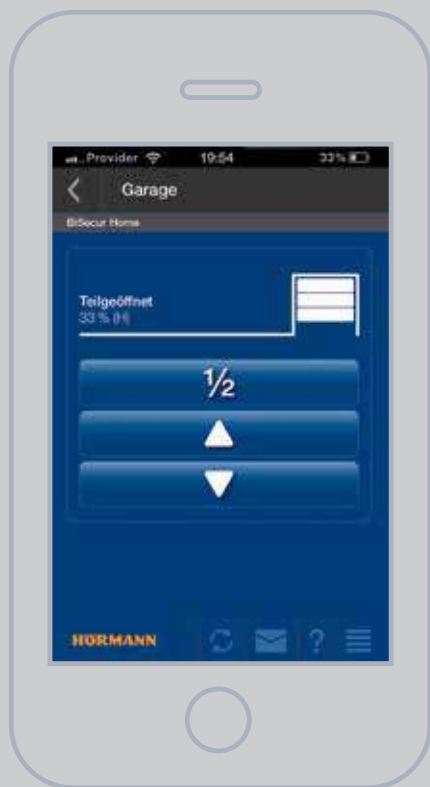 Provider 19:54 33%
Garage
BiSecur Home
Teilgeöffnet
33 % (H)
1/2
HÖRMANN
?